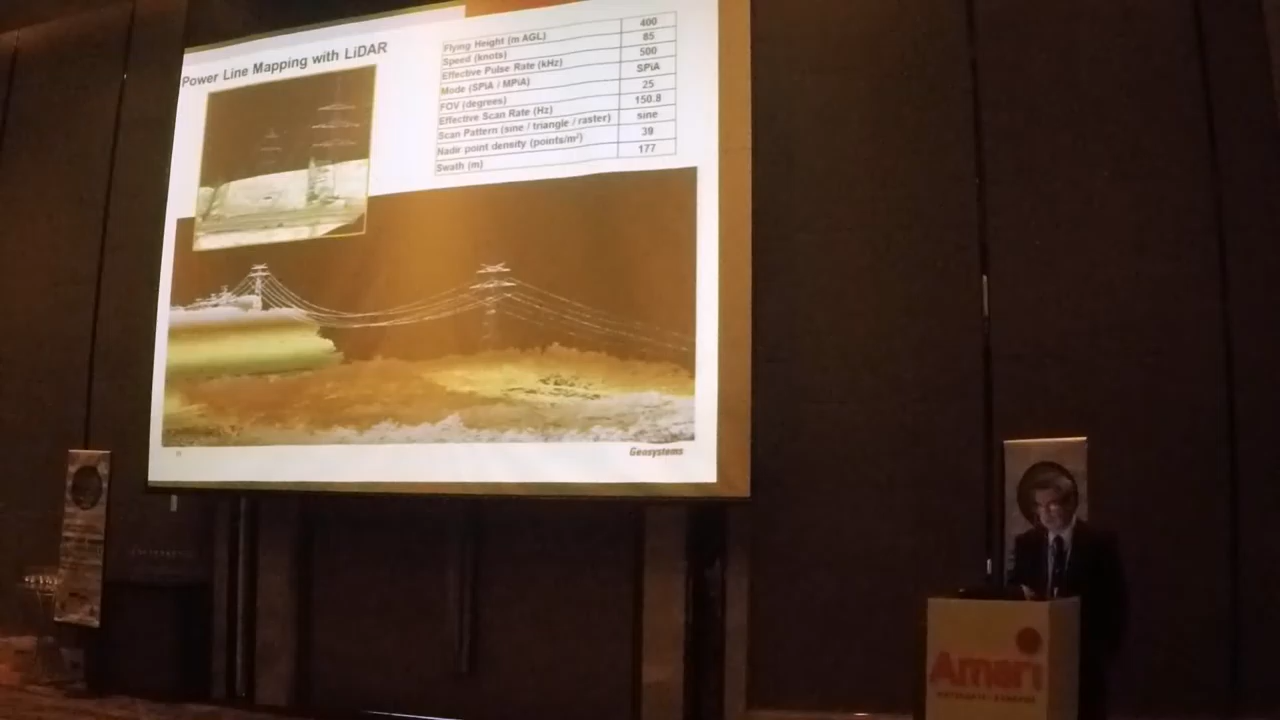 Power Line Mapping with LiDAR
Flying Height (m AGL) 400
Speed (knots) 85
Effective Pulse Rate (kHz) 500
Mode (SPiA / MPiA) SPiA
FOV (degrees) 25
Effective Scan Rate (Hz) 150.8
Scan Pattern (sine / triangle / raster) sine
Nadir point density (points/m²) 39
Swath (m) 177
Geosystems
Amari